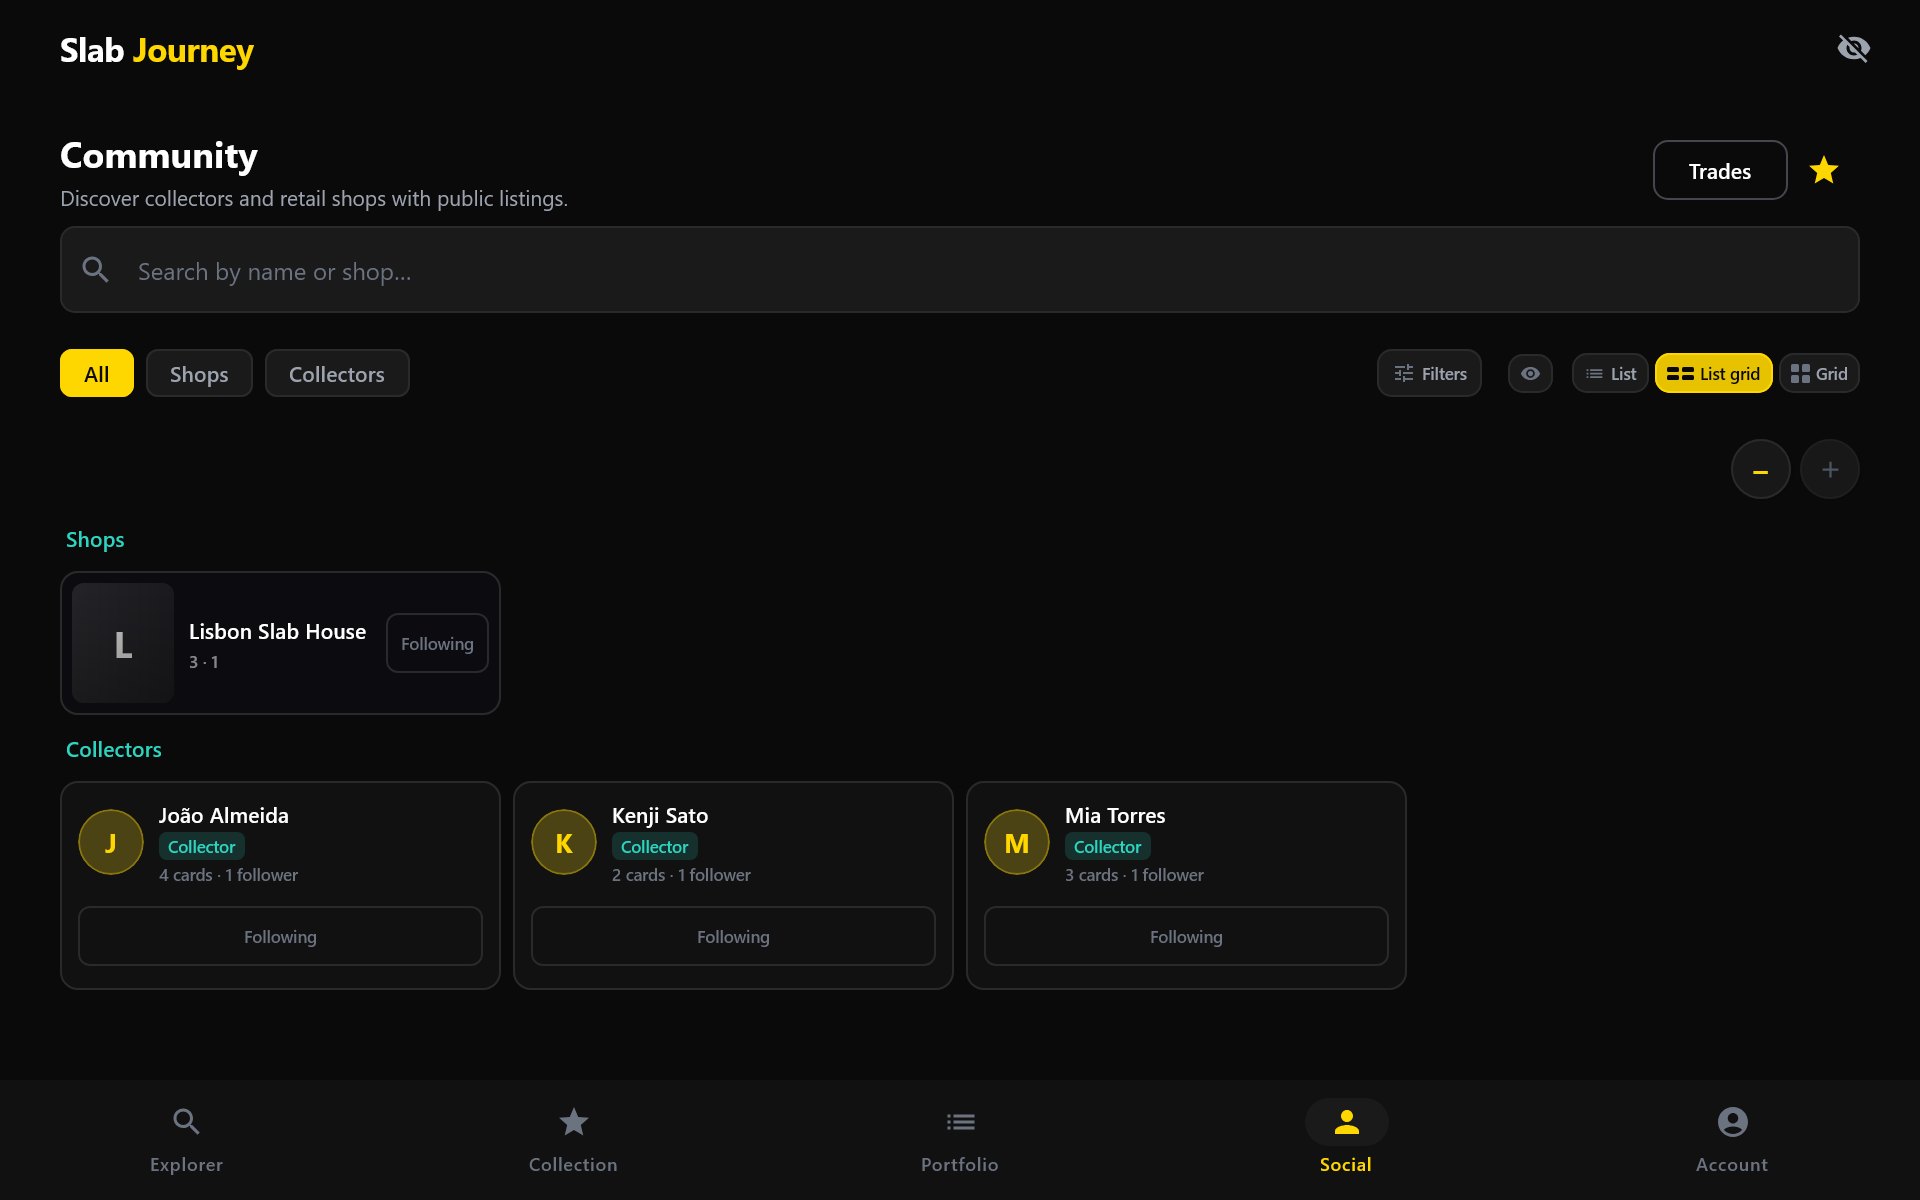 Slab Journey
Community
Discover collectors and retail shops with public listings.
Trades
Search by name or shop...
All
Shops
Collectors
Filters
List
List grid
Grid
Shops
L
Lisbon Slab House
3 · 1
Following
Collectors
J
João Almeida
Collector
4 cards · 1 follower
Following
K
Kenji Sato
Collector
2 cards · 1 follower
Following
M
Mia Torres
Collector
3 cards · 1 follower
Following
Explorer
Collection
Portfolio
Social
Account